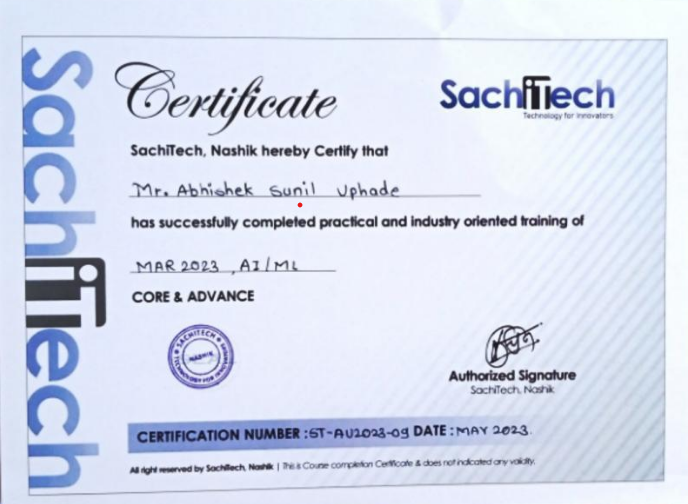 SachiTech
Certificate
SachiTech
Technology for Innovators
SachiTech, Nashik hereby Certify that
Mr. Abhishek Sunil Uphade
has successfully completed practical and industry oriented training of
MAR 2023 , AI/ML
CORE & ADVANCE
SACHITECH
NASHIK
Authorized Signature
SachiTech, Nashik
CERTIFICATION NUMBER :ST-AU2023-09 DATE :MAY 2023.
All right reserved by SachiTech, Nashik | This is Course completion Certificate & does not indicated any validity.